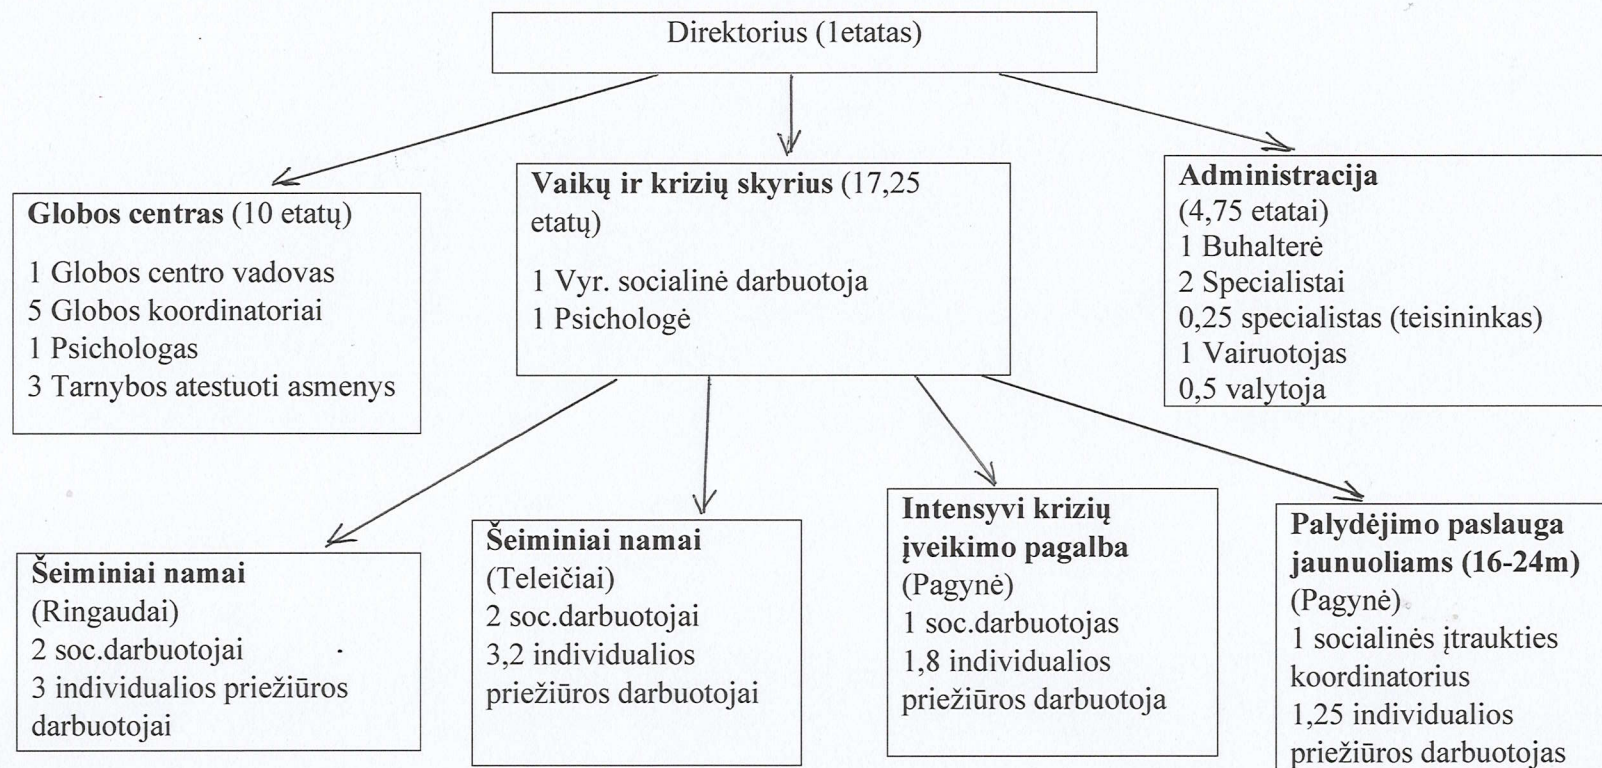 Direktorius (1etatas)
Globos centras (10 etatų)
1 Globos centro vadovas
5 Globos koordinatoriai
1 Psichologas
3 Tarnybos atestuoti asmenys
Vaikų ir krizių skyrius (17,25
etatų)
1 Vyr. socialinė darbuotoja
1 Psichologė
Administracija
(4,75 etatai)
1 Buhalterė
2 Specialistai
0,25 specialistas (teisininkas)
1 Vairuotojas
0,5 valytoja
Šeiminiai namai
(Ringaudai)
2 soc.darbuotojai
3 individualios priežiūros
darbuotojai
Šeiminiai namai
(Teleičiai)
2 soc.darbuotojai
3,2 individualios
priežiūros darbuotojai
Intensyvi krizių
įveikimo pagalba
(Pagynė)
1 soc.darbuotojas
1,8 individualios
priežiūros darbuotoja
Palydėjimo paslauga
jaunuoliams (16-24m)
(Pagynė)
1 socialinės įtraukties
koordinatorius
1,25 individualios
priežiūros darbuotojas